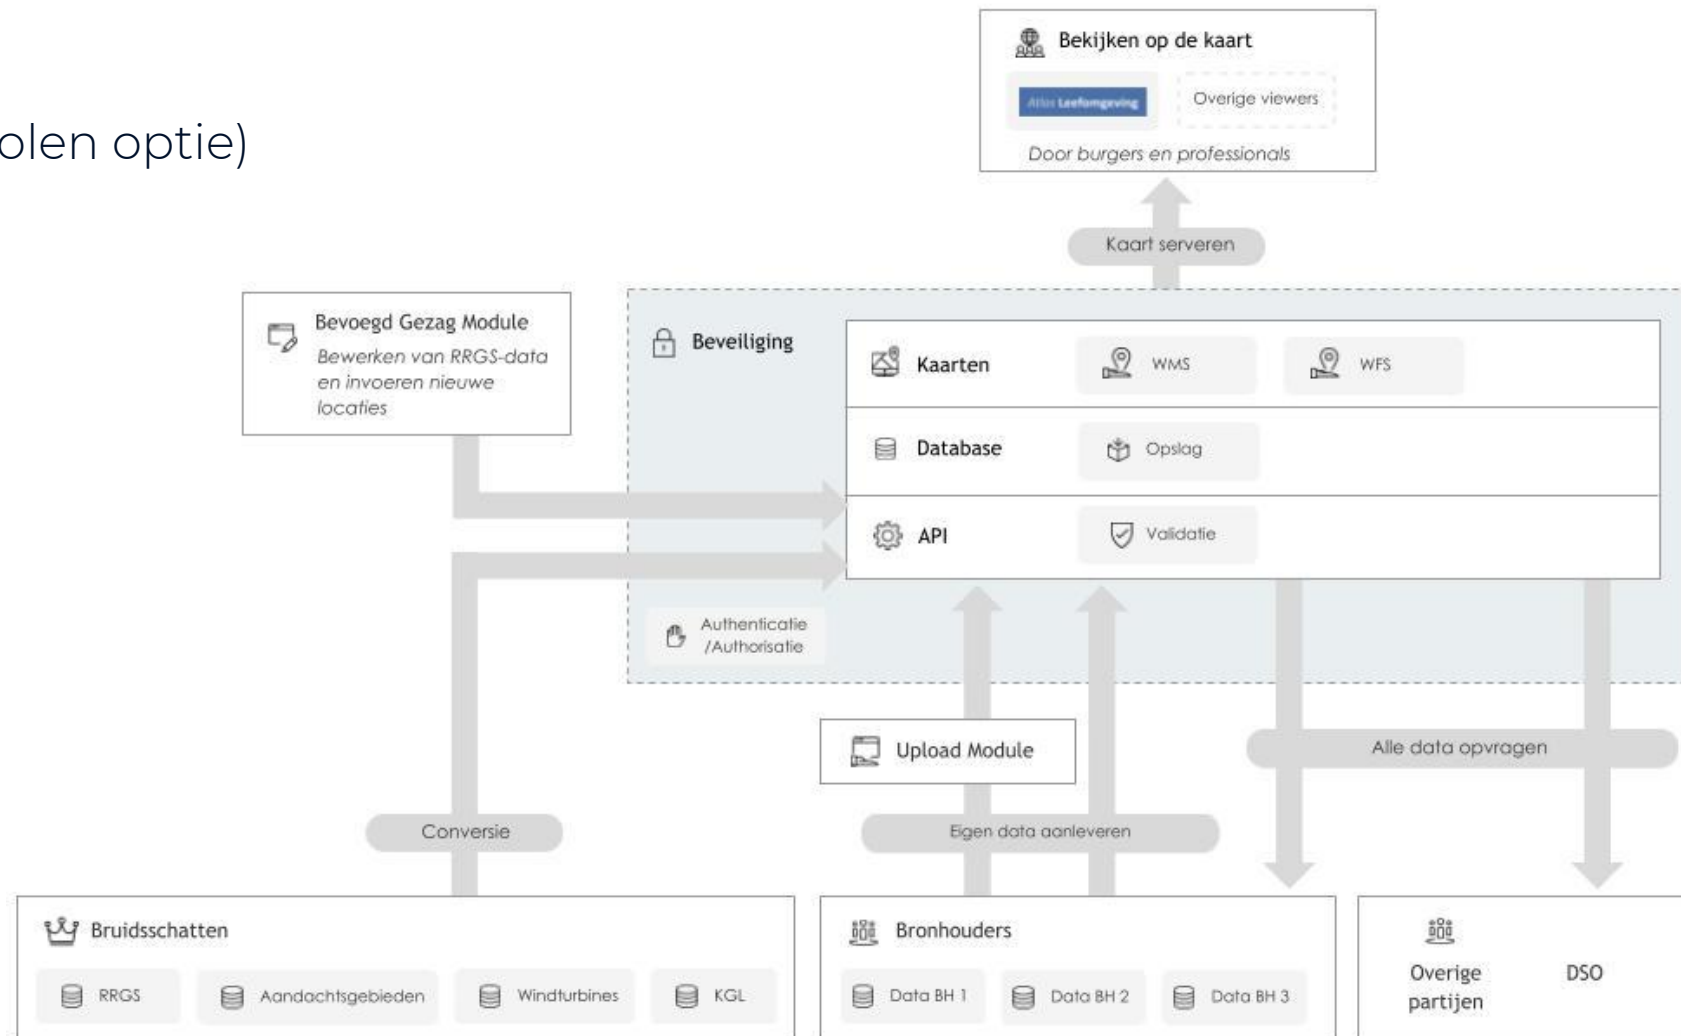 olen optie)
Bekijken op de kaart
Atlas Leefomgeving
Overige viewers
Door burgers en professionals
Kaart serveren
Bevoegd Gezag Module
Bewerken van RRGS-data
en invoeren nieuwe
locaties
Beveiliging
Kaarten
WMS
WFS
Database
Opslag
API
Validatie
Authenticatie
/Authorisatie
Upload Module
Alle data opvragen
Conversie
Eigen data aanleveren
Bruidsschatten
RRGS
Aandachtsgebieden
Windturbines
KGL
Bronhouders
Data BH 1
Data BH 2
Data BH 3
Overige
partijen
DSO